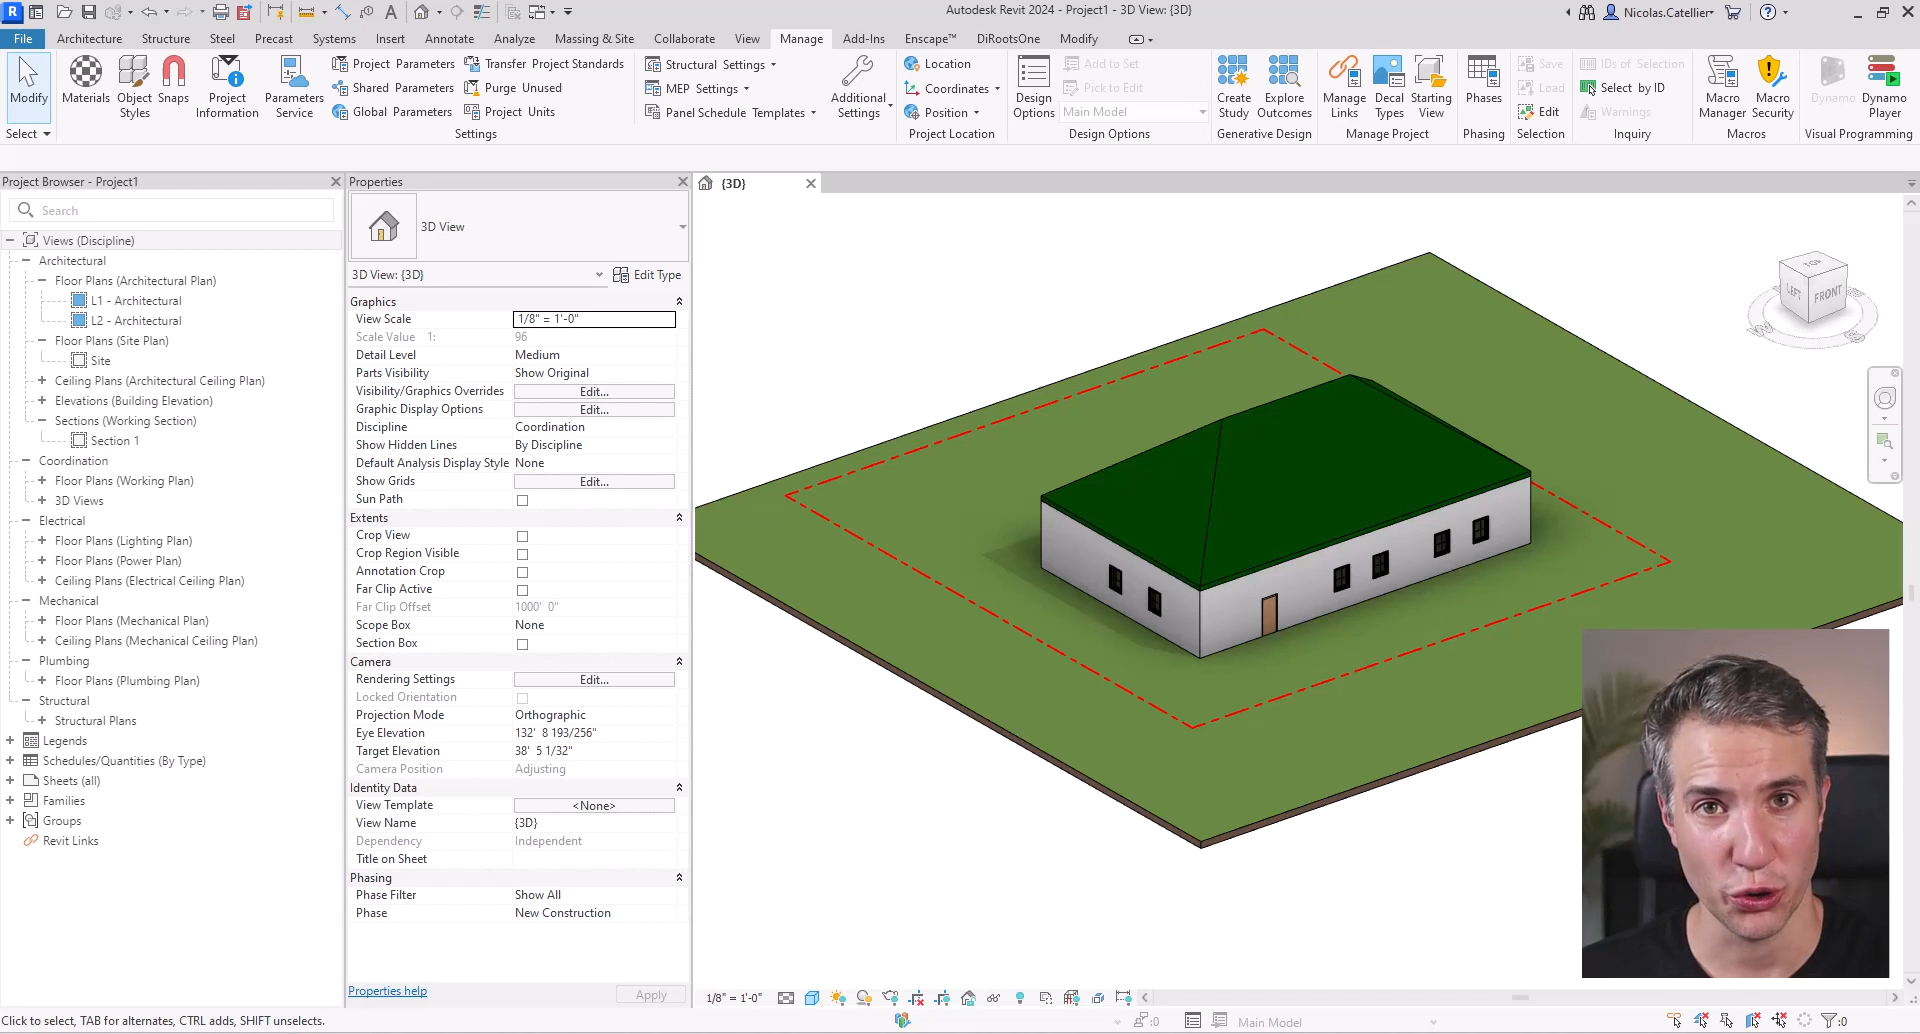 Autodesk Revit 2024 - Project1 - 3D View: {3D}
Nicolas.Catellier
File Architecture Structure Steel Precast Systems Insert Annotate Analyze Massing & Site Collaborate View Manage Add-Ins Enscape™ DiRootsOne Modify
Modify
Materials
Object Styles
Snaps
Project Information
Parameters Service
Project Parameters
Shared Parameters
Global Parameters
Transfer Project Standards
Purge Unused
Project Units
Structural Settings
MEP Settings
Panel Schedule Templates
Additional Settings
Location
Coordinates
Position
Design Options
Add to Set
Pick to Edit
Main Model
Create Study
Explore Outcomes
Manage Links
Decal Types
Starting View
Phases
Save
Load
Edit
IDs of Selection
Select by ID
Warnings
Macro Manager
Macro Security
Dynamo
Dynamo Player
Select
Settings
Project Location
Design Options
Generative Design
Manage Project
Phasing
Selection
Inquiry
Macros
Visual Programming
Project Browser - Project1
Search
Views (Discipline)
Architectural
Floor Plans (Architectural Plan)
L1 - Architectural
L2 - Architectural
Floor Plans (Site Plan)
Site
Ceiling Plans (Architectural Ceiling Plan)
Elevations (Building Elevation)
Sections (Working Section)
Section 1
Coordination
Floor Plans (Working Plan)
3D Views
Electrical
Floor Plans (Lighting Plan)
Floor Plans (Power Plan)
Ceiling Plans (Electrical Ceiling Plan)
Mechanical
Floor Plans (Mechanical Plan)
Ceiling Plans (Mechanical Ceiling Plan)
Plumbing
Floor Plans (Plumbing Plan)
Structural
Structural Plans
Legends
Schedules/Quantities (By Type)
Sheets (all)
Families
Groups
Revit Links
Properties
3D View
3D View: {3D}
Edit Type
Graphics
View Scale 1/8" = 1'-0"
Scale Value 1: 96
Detail Level Medium
Parts Visibility Show Original
Visibility/Graphics Overrides Edit...
Graphic Display Options Edit...
Discipline Coordination
Show Hidden Lines By Discipline
Default Analysis Display Style None
Show Grids Edit...
Sun Path
Extents
Crop View
Crop Region Visible
Annotation Crop
Far Clip Active
Far Clip Offset 1000' 0"
Scope Box None
Section Box
Camera
Rendering Settings Edit...
Locked Orientation
Projection Mode Orthographic
Eye Elevation 132' 8 193/256"
Target Elevation 38' 5 1/32"
Camera Position Adjusting
Identity Data
View Template <None>
View Name {3D}
Dependency Independent
Title on Sheet
Phasing
Phase Filter Show All
Phase New Construction
Properties help
Apply
{3D}
TOP
LEFT
FRONT
W
S
1/8" = 1'-0"
Click to select, TAB for alternates, CTRL adds, SHIFT unselects.
:0
Main Model
:0